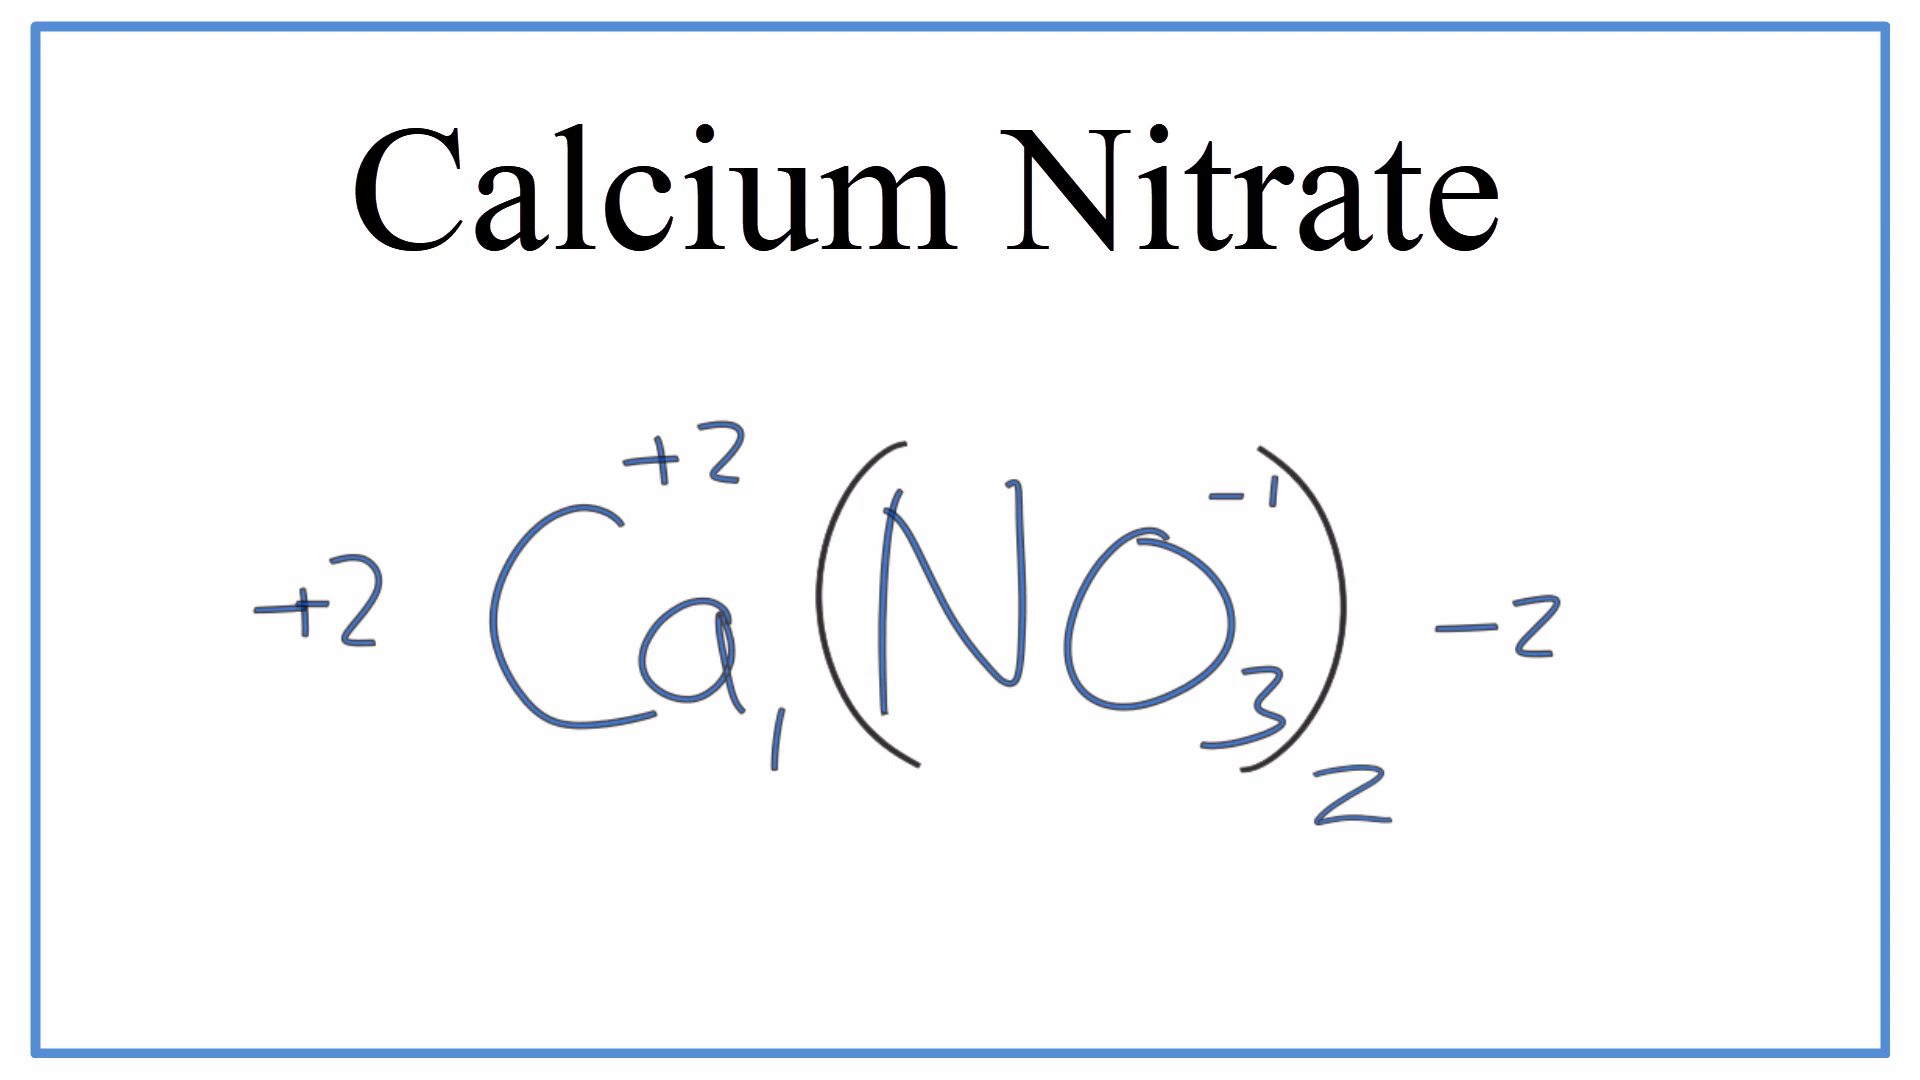 Calcium Nitrate
+2 Ca₁⁺² (NO₃⁻¹)₂ -2